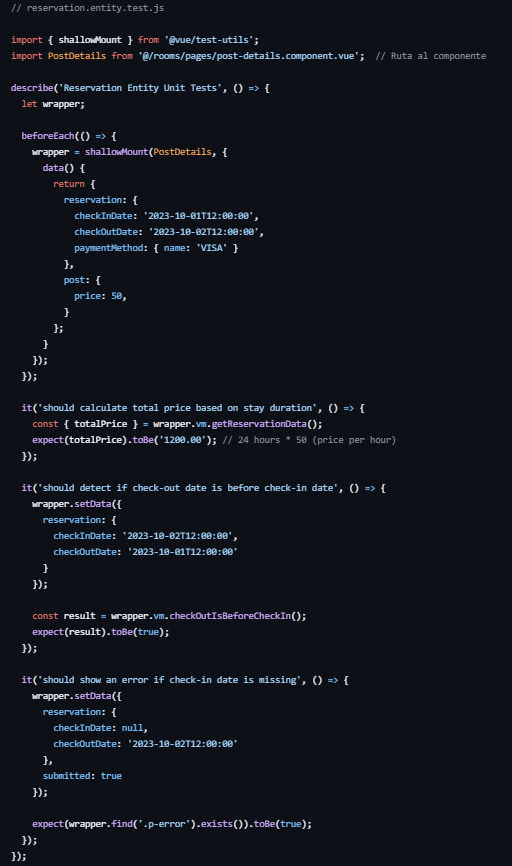 // reservation.entity.test.js

import { shallowMount } from '@vue/test-utils';
import PostDetails from '@/rooms/pages/post-details.component.vue';  // Ruta al componente

describe('Reservation Entity Unit Tests', () => {
  let wrapper;

  beforeEach(() => {
    wrapper = shallowMount(PostDetails, {
      data() {
        return {
          reservation: {
            checkInDate: '2023-10-01T12:00:00',
            checkOutDate: '2023-10-02T12:00:00',
            paymentMethod: { name: 'VISA' }
          },
          post: {
            price: 50,
          }
        };
      }
    });
  });

  it('should calculate total price based on stay duration', () => {
    const { totalPrice } = wrapper.vm.getReservationData();
    expect(totalPrice).toBe('1200.00'); // 24 hours * 50 (price per hour)
  });

  it('should detect if check-out date is before check-in date', () => {
    wrapper.setData({
      reservation: {
        checkInDate: '2023-10-02T12:00:00',
        checkOutDate: '2023-10-01T12:00:00'
      }
    });

    const result = wrapper.vm.checkOutIsBeforeCheckIn();
    expect(result).toBe(true);
  });

  it('should show an error if check-in date is missing', () => {
    wrapper.setData({
      reservation: {
        checkInDate: null,
        checkOutDate: '2023-10-02T12:00:00'
      },
      submitted: true
    });

    expect(wrapper.find('.p-error').exists()).toBe(true);
  });
});